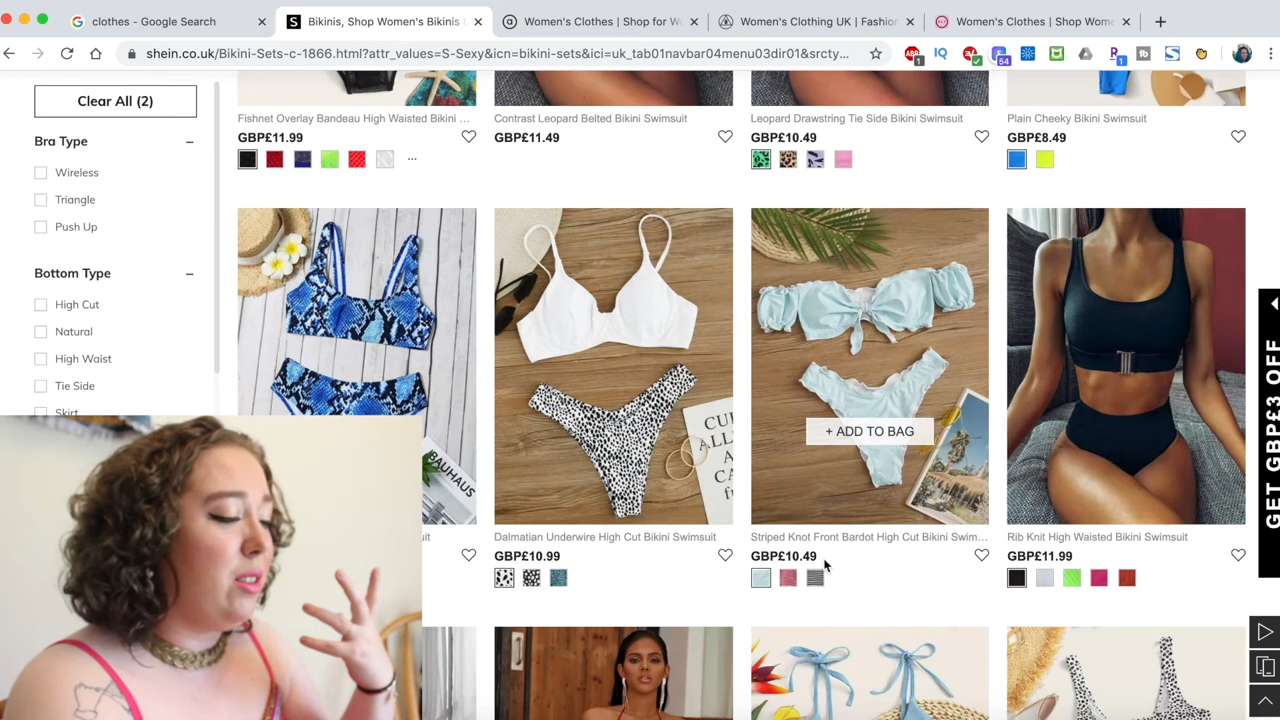 clothes - Google Search
Bikinis, Shop Women's Bikinis
Women's Clothes | Shop for W
Women's Clothing UK | Fashion
Women's Clothes | Shop Wome
shein.co.uk/Bikini-Sets-c-1866.html?attr_values=S-Sexy&icn=bikini-sets&ici=uk_tab01navbar04menu03dir01&srcty...
Clear All (2)
Bra Type
Wireless
Triangle
Push Up
Bottom Type
High Cut
Natural
High Waist
Tie Side
Skirt
Fishnet Overlay Bandeau High Waisted Bikini ...
GBP£11.99
Contrast Leopard Belted Bikini Swimsuit
GBP£11.49
Leopard Drawstring Tie Side Bikini Swimsuit
GBP£10.49
Plain Cheeky Bikini Swimsuit
GBP£8.49
BAUHAUS
uit
CU
ALL
+ ADD TO BAG
Dalmatian Underwire High Cut Bikini Swimsuit
GBP£10.99
Striped Knot Front Bardot High Cut Bikini Swim...
GBP£10.49
Rib Knit High Waisted Bikini Swimsuit
GBP£11.99
GET GBP£3 OFF